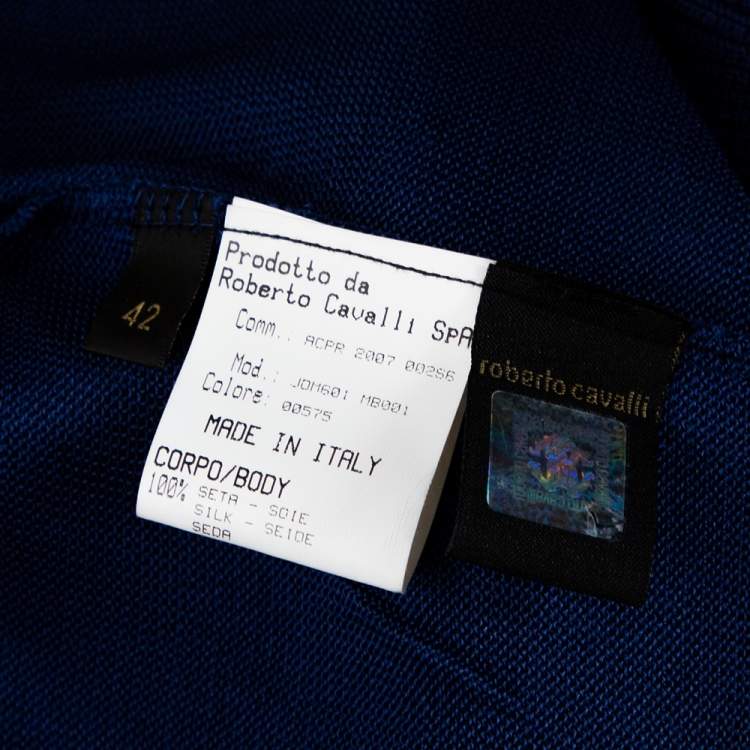 42
Prodotto da
Roberto Cavalli SpA
Comm.: ACPR 2007 00286
Mod.: JDM601 MB001
Colore: 00575
MADE IN ITALY
CORPO/BODY
100% SETA - SOIE
SILK - SEIDE
SEDA
roberto cavalli